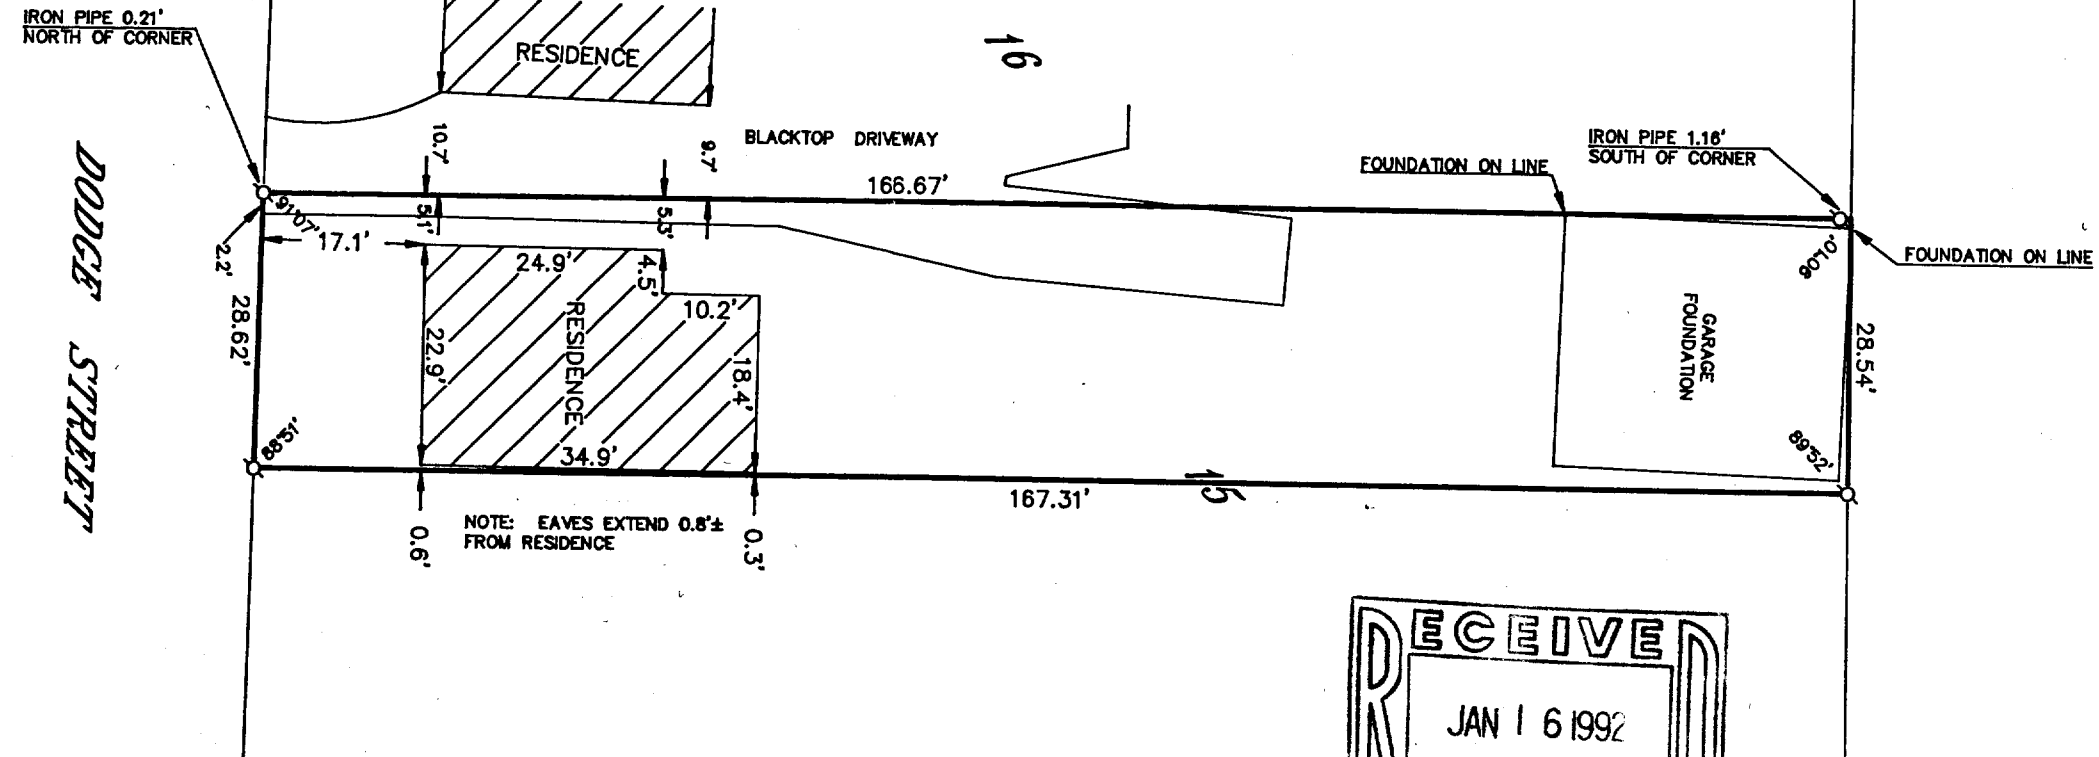 IRON PIPE 0.21'
NORTH OF CORNER
RESIDENCE
16
BLACKTOP DRIVEWAY
10.7'
9.7'
166.67'
FOUNDATION ON LINE
IRON PIPE 1.16'
SOUTH OF CORNER
FOUNDATION ON LINE
DODGE STREET
91°07'
17.1'
2.2'
28.62'
5.1'
5.3'
24.9'
4.5'
10.2'
22.9'
RESIDENCE
18.4'
34.9'
88°51'
GARAGE
FOUNDATION
90°10'
28.54'
89°52'
167.31'
15
NOTE: EAVES EXTEND 0.8'±
FROM RESIDENCE
0.6'
0.3'
RECEIVED
JAN 16 1992